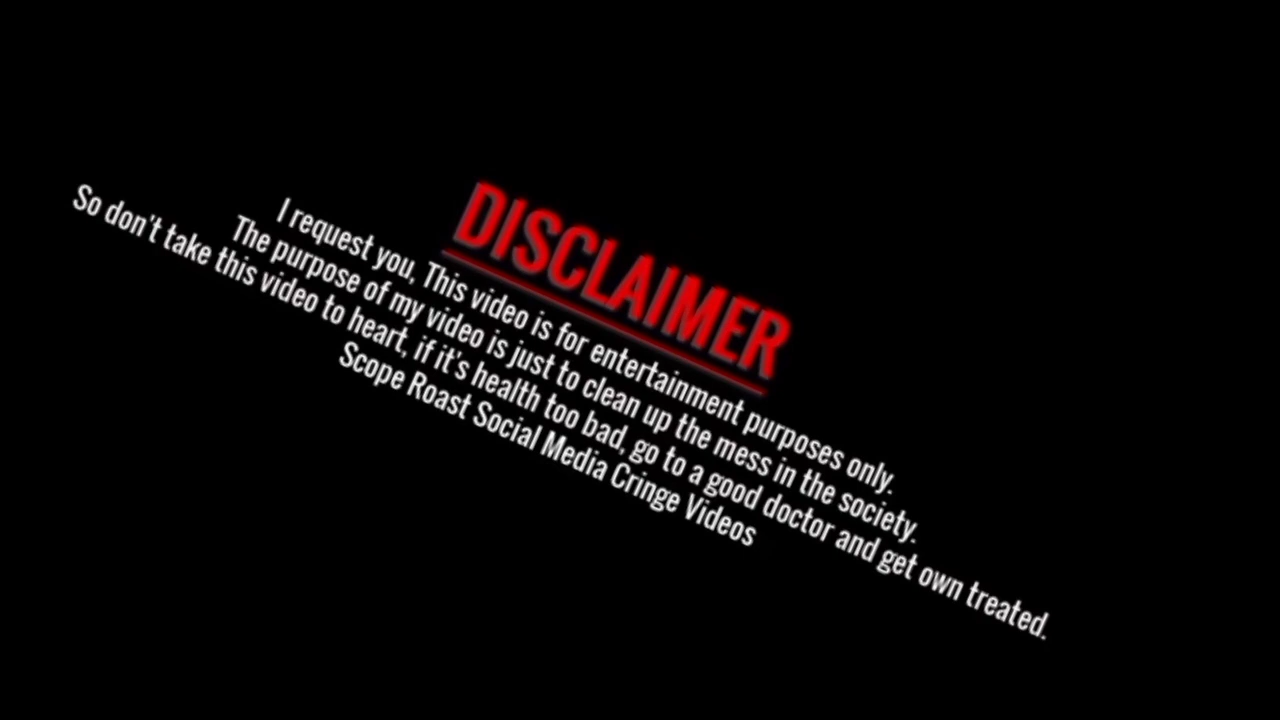 DISCLAIMER
I request you, This video is for entertainment purposes only.
The purpose of my video is just to clean up the mess in the society.
So don't take this video to heart, if it's health too bad, go to a good doctor and get own treated.
Scope Roast Social Media Cringe Videos